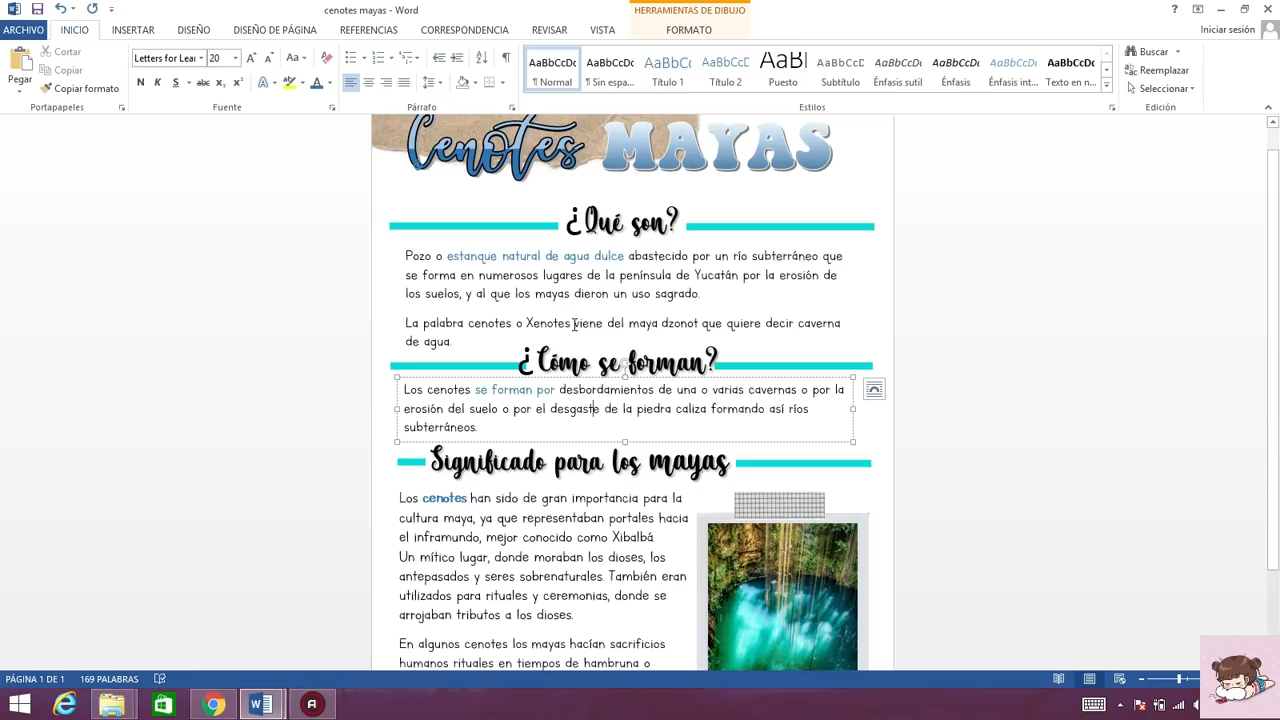 cenotes mayas - Word
HERRAMIENTAS DE DIBUJO
ARCHIVO INICIO INSERTAR DISEÑO DISEÑO DE PÁGINA REFERENCIAS CORRESPONDENCIA REVISAR VISTA FORMATO Iniciar sesión
Cortar
Copiar
Copiar formato
Pegar
Portapapeles
Letters for Lea 20
Fuente
Párrafo
AaBbCcDc AaBbCcDc AaBbCc AaBbCcDc AaBl AaBbCcDc AaBbCcDc AaBbCcDc AaBbCcDc AaBbCcDc
¶ Normal ¶ Sin espa... Título 1 Título 2 Puesto Subtítulo Énfasis sutil Énfasis Énfasis int... Texto en n...
Estilos
Buscar
Reemplazar
Seleccionar
Edición
Cenotes MAYAS
¿Qué son?
Pozo o estanque natural de agua dulce abastecido por un río subterráneo que
se forma en numerosos lugares de la península de Yucatán por la erosión de
los suelos, y al que los mayas dieron un uso sagrado.
La palabra cenotes o Xenotes viene del maya dzonot que quiere decir caverna
de agua.
¿Cómo se forman?
Los cenotes se forman por desbordamientos de una o varias cavernas o por la
erosión del suelo o por el desgaste de la piedra caliza formando así ríos
subterráneos.
Significado para los mayas
Los cenotes han sido de gran importancia para la
cultura maya, ya que representaban portales hacia
el inframundo, mejor conocido como Xibalbá.
Un mítico lugar, donde moraban los dioses, los
antepasados y seres sobrenaturales. También eran
utilizados para rituales y ceremonias, donde se
arrojaban tributos a los dioses.
En algunos cenotes los mayas hacían sacrificios
humanos rituales en tiempos de hambruna o
PÁGINA 1 DE 1 169 PALABRAS